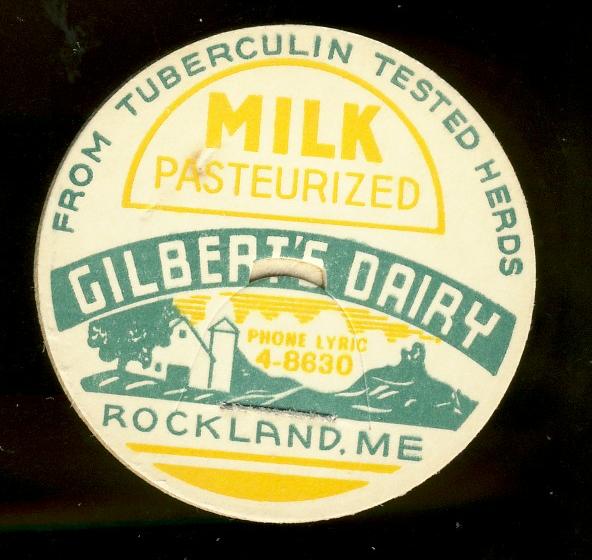 FROM TUBERCULIN TESTED HERDS
MILK
PASTEURIZED
GILBERT'S DAIRY
PHONE LYRIC
4-8630
ROCKLAND, ME